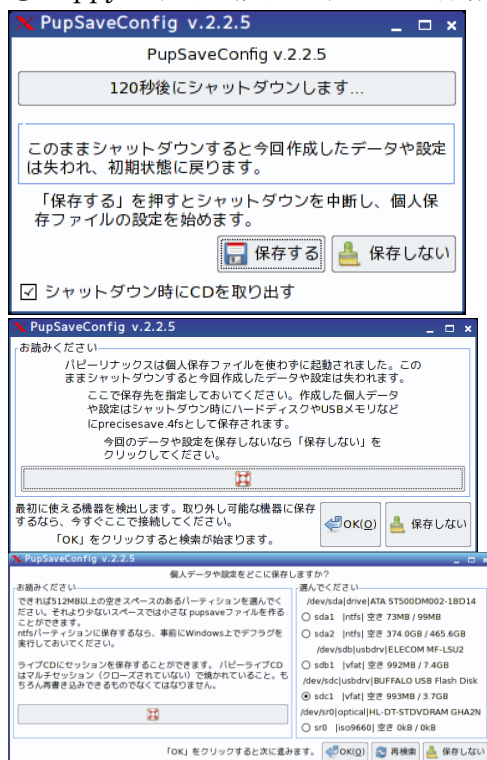 PupSaveConfig v.2.2.5
PupSaveConfig v.2.2.5
120秒後にシャットダウンします...
このままシャットダウンすると今回作成したデータや設定
は失われ、初期状態に戻ります。
「保存する」を押すとシャットダウンを中断し、個人保
存ファイルの設定を始めます。
保存する 保存しない
シャットダウン時にCDを取り出す
PupSaveConfig v.2.2.5
お読みください
パピーリナックスは個人保存ファイルを使わずに起動されました。この
ままシャットダウンすると今回作成したデータや設定は失われます。
ここで保存先を指定しておいてください。作成した個人データ
や設定はシャットダウン時にハードディスクやUSBメモリなど
にprecisesave.4fsとして保存されます。
今回のデータや設定を保存しないなら「保存しない」を
クリックしてください。
最初に使える機器を検出します。取り外し可能な機器に保存
するなら、今すぐここで接続してください。
「OK」をクリックすると検索が始まります。
OK(O) 保存しない
PupSaveConfig v.2.2.5
個人データや設定をどこに保存しますか?
お読みください
できれば512MB以上の空きスペースのあるパーティションを選んでく
ださい。それより少ないスペースでは小さな pupsaveファイルを作る
ことができます。
ntfsパーティションに保存するなら、事前にWindows上でデフラグを
実行しておいてください。
ライブCDにセッションを保存することができます。 パピーライブCD
はマルチセッション（クローズされていない）で焼かれていること。も
ちろん再書き込みできるものでなくてはなりません。
選んでください
/dev/sda|drive|ATA ST500DM002-1BD14
sda1 |ntfs| 空き 73MB / 99MB
sda2 |ntfs| 空き 374.0GB / 465.6GB
/dev/sdb|usbdrv|ELECOM MF-LSU2
sdb1 |vfat| 空き 992MB / 7.4GB
/dev/sdc|usbdrv|BUFFALO USB Flash Disk
sdc1 |vfat| 空き 993MB / 3.7GB
/dev/sr0|optical|HL-DT-STDVDRAM GHA2N
sr0 |iso9660| 空き 0kB / 0kB
「OK」をクリックすると次に進みます。 OK(O) 再検索 保存しない